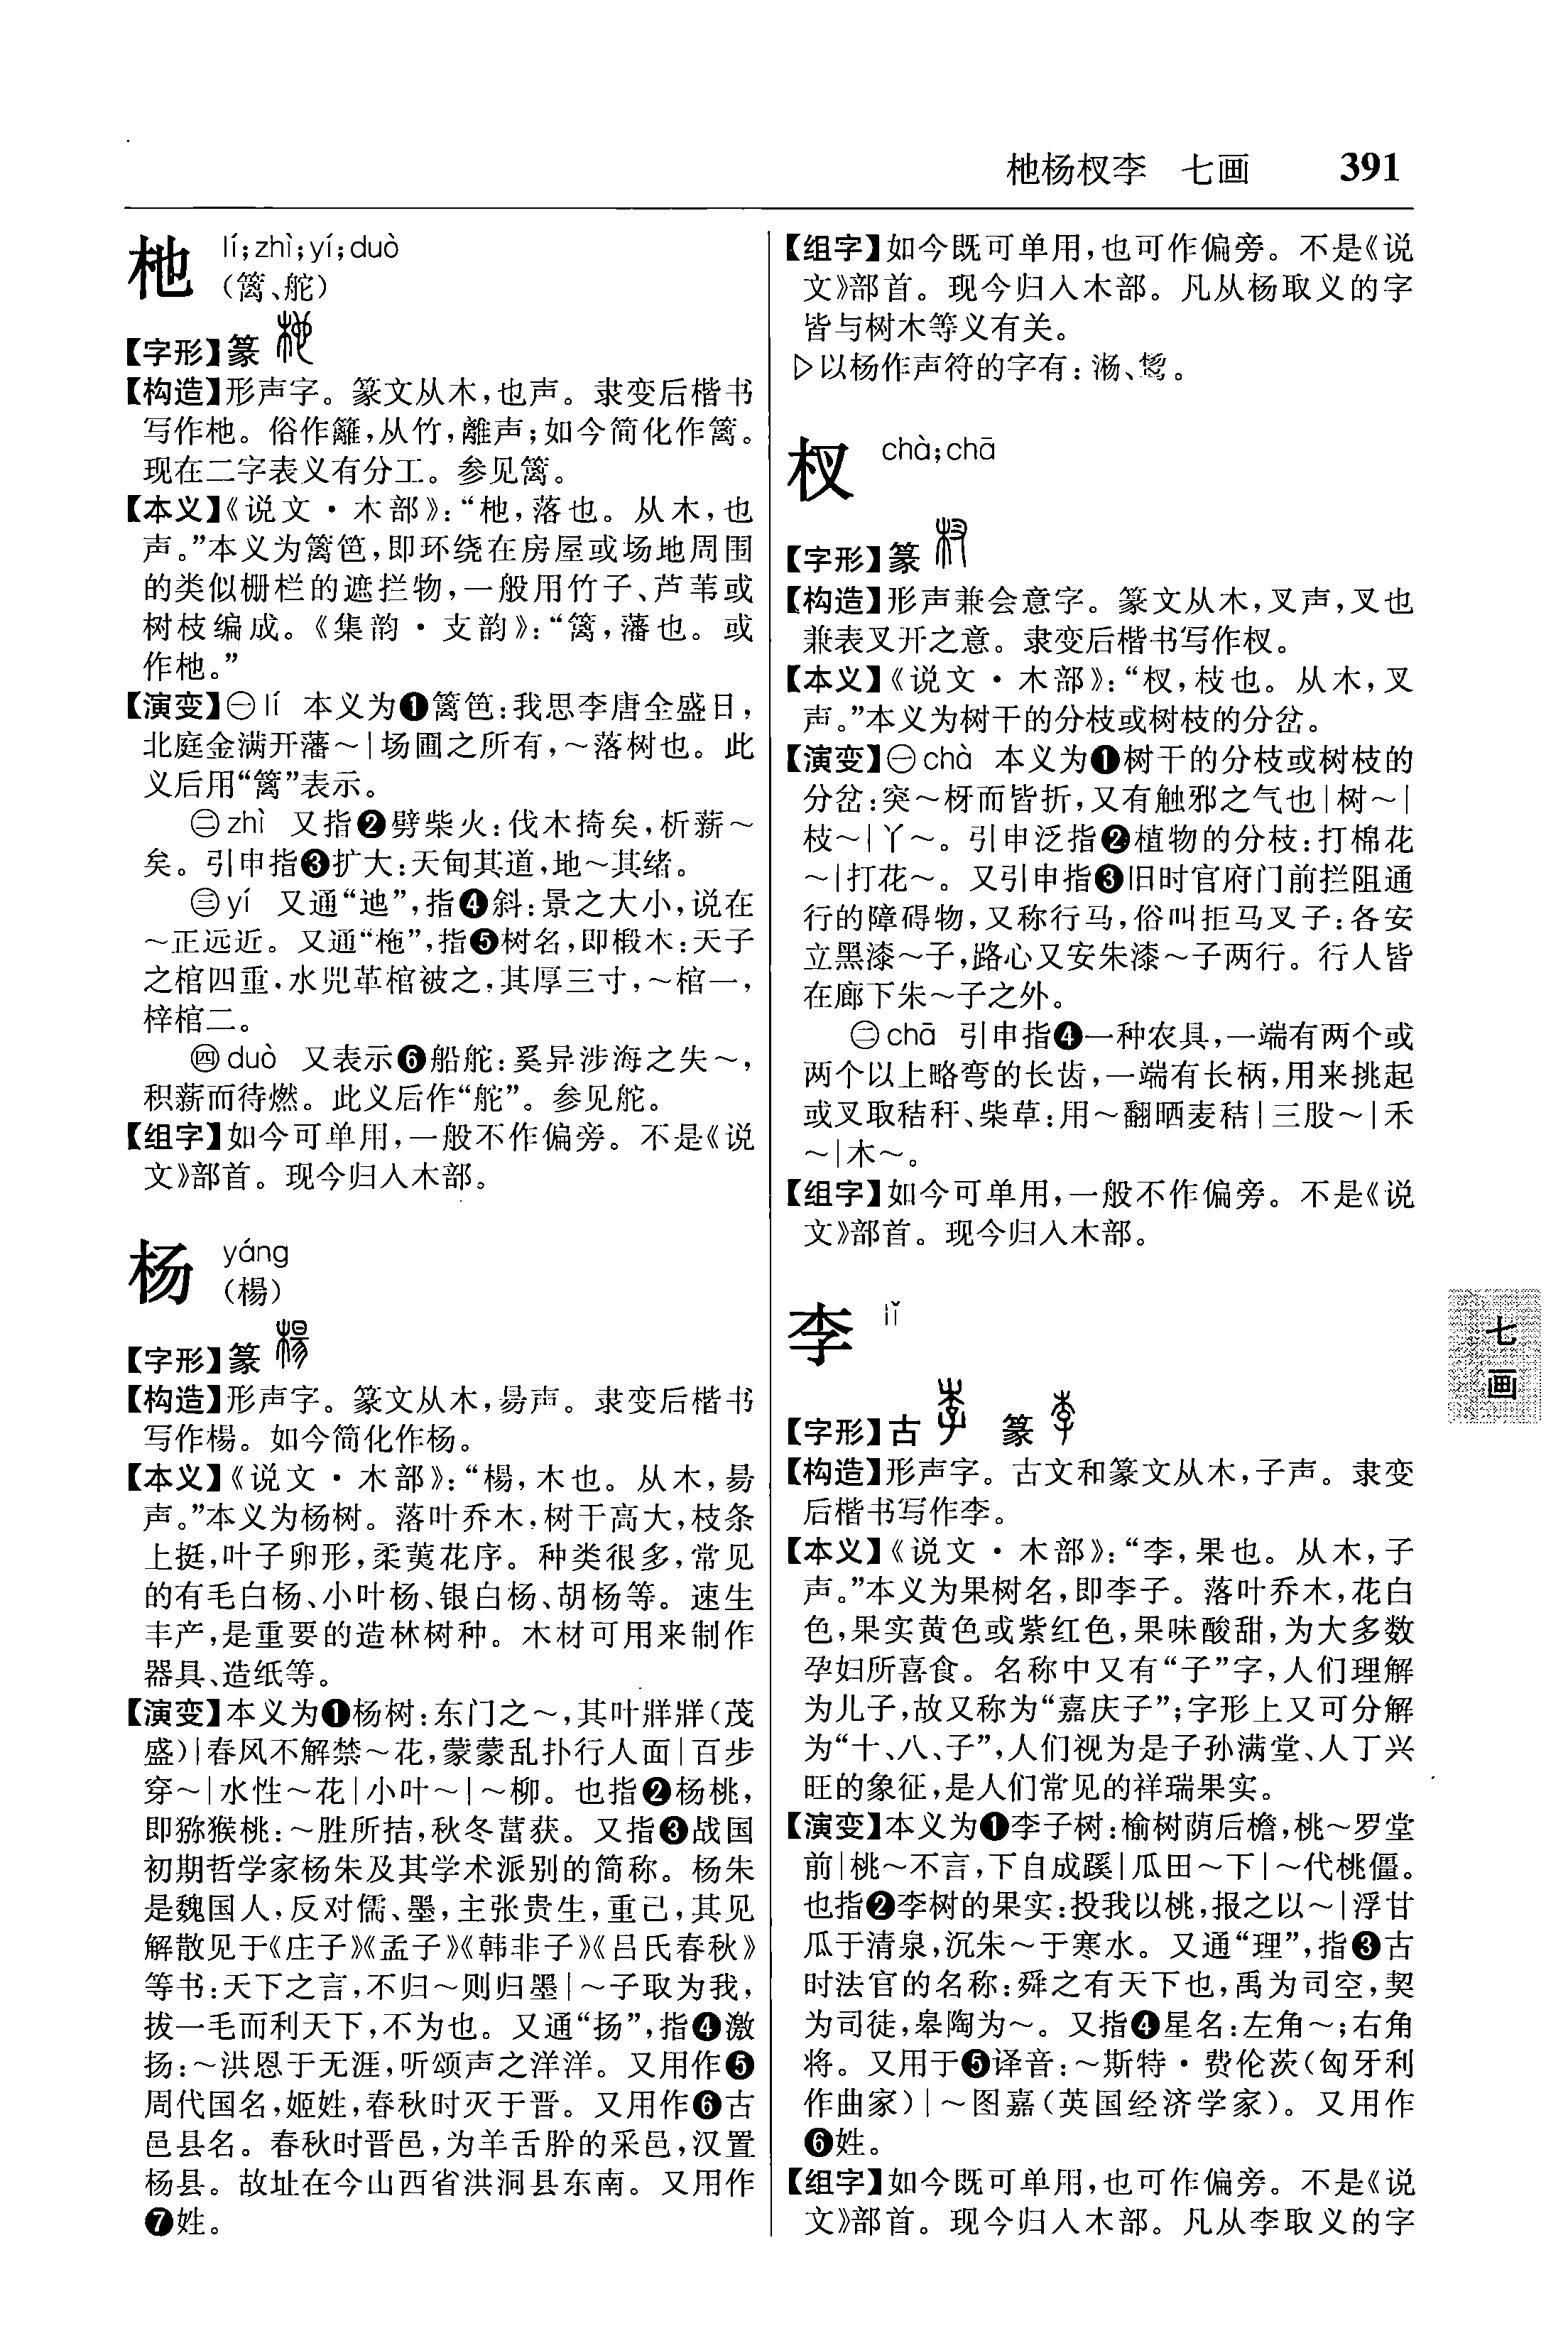 杝杨杈李 七画 391
杝 lí;zhì;yí;duò
(篱、舵)
【字形】篆
【构造】形声字。篆文从木,也声。隶变后楷书
写作杝。俗作籬,从竹,離声;如今简化作篱。
现在二字表义有分工。参见篱。
【本义】《说文·木部》:“杝,落也。从木,也
声。”本义为篱笆,即环绕在房屋或场地周围
的类似栅栏的遮拦物,一般用竹子、芦苇或
树枝编成。《集韵·支韵》:“篱,藩也。或
作杝。”
【演变】㊀lí 本义为❶篱笆:我思李唐全盛日,
北庭金满开藩~|场圃之所有,~落树也。此
义后用“篱”表示。
㊁zhì 又指❷劈柴火:伐木掎矣,析薪~
矣。引申指❸扩大:天甸其道,地~其绪。
㊂yí 又通“迆”,指❹斜:景之大小,说在
~正远近。又通“椸”,指❺树名,即椴木:天子
之棺四重,水兕革棺被之,其厚三寸,~棺一,
梓棺二。
㊃duò 又表示❻船舵:奚异涉海之失~,
积薪而待燃。此义后作“舵”。参见舵。
【组字】如今可单用,一般不作偏旁。不是《说
文》部首。现今归入木部。
杨 yáng
(楊)
【字形】篆
【构造】形声字。篆文从木,昜声。隶变后楷书
写作楊。如今简化作杨。
【本义】《说文·木部》:“楊,木也。从木,昜
声。”本义为杨树。落叶乔木,树干高大,枝条
上挺,叶子卵形,柔荑花序。种类很多,常见
的有毛白杨、小叶杨、银白杨、胡杨等。速生
丰产,是重要的造林树种。木材可用来制作
器具、造纸等。
【演变】本义为❶杨树:东门之~,其叶牂牂(茂
盛)|春风不解禁~花,蒙蒙乱扑行人面|百步
穿~|水性~花|小叶~|~柳。也指❷杨桃,
即猕猴桃:~胜所拮,秋冬菑获。又指❸战国
初期哲学家杨朱及其学术派别的简称。杨朱
是魏国人,反对儒、墨,主张贵生,重己,其见
解散见于《庄子》《孟子》《韩非子》《吕氏春秋》
等书:天下之言,不归~则归墨|~子取为我,
拔一毛而利天下,不为也。又通“扬”,指❹激
扬:~洪恩于无涯,听颂声之洋洋。又用作❺
周代国名,姬姓,春秋时灭于晋。又用作❻古
邑县名。春秋时晋邑,为羊舌肸的采邑,汉置
杨县。故址在今山西省洪洞县东南。又用作
❼姓。
【组字】如今既可单用,也可作偏旁。不是《说
文》部首。现今归入木部。凡从杨取义的字
皆与树木等义有关。
▷以杨作声符的字有:㴒、鸉。
杈 chà;chā
【字形】篆
【构造】形声兼会意字。篆文从木,叉声,叉也
兼表叉开之意。隶变后楷书写作杈。
【本义】《说文·木部》:“杈,枝也。从木,叉
声。”本义为树干的分枝或树枝的分岔。
【演变】㊀chà 本义为❶树干的分枝或树枝的
分岔:突~枒而皆折,又有触邪之气也|树~|
枝~|丫~。引申泛指❷植物的分枝:打棉花
~|打花~。又引申指❸旧时官府门前拦阻通
行的障碍物,又称行马,俗叫拒马叉子:各安
立黑漆~子,路心又安朱漆~子两行。行人皆
在廊下朱~子之外。
㊁chā 引申指❹一种农具,一端有两个或
两个以上略弯的长齿,一端有长柄,用来挑起
或叉取秸秆、柴草:用~翻晒麦秸|三股~|禾
~|木~。
【组字】如今可单用,一般不作偏旁。不是《说
文》部首。现今归入木部。
李 lǐ
【字形】古 篆
【构造】形声字。古文和篆文从木,子声。隶变
后楷书写作李。
【本义】《说文·木部》:“李,果也。从木,子
声。”本义为果树名,即李子。落叶乔木,花白
色,果实黄色或紫红色,果味酸甜,为大多数
孕妇所喜食。名称中又有“子”字,人们理解
为儿子,故又称为“嘉庆子”;字形上又可分解
为“十、八、子”,人们视为是子孙满堂、人丁兴
旺的象征,是人们常见的祥瑞果实。
【演变】本义为❶李子树:榆树荫后檐,桃~罗堂
前|桃~不言,下自成蹊|瓜田~下|~代桃僵。
也指❷李树的果实:投我以桃,报之以~|浮甘
瓜于清泉,沉朱~于寒水。又通“理”,指❸古
时法官的名称:舜之有天下也,禹为司空,契
为司徒,皋陶为~。又指❹星名:左角~;右角
将。又用于❺译音:~斯特·费伦茨(匈牙利
作曲家)|~图嘉(英国经济学家)。又用作
❻姓。
【组字】如今既可单用,也可作偏旁。不是《说
文》部首。现今归入木部。凡从李取义的字
七
画